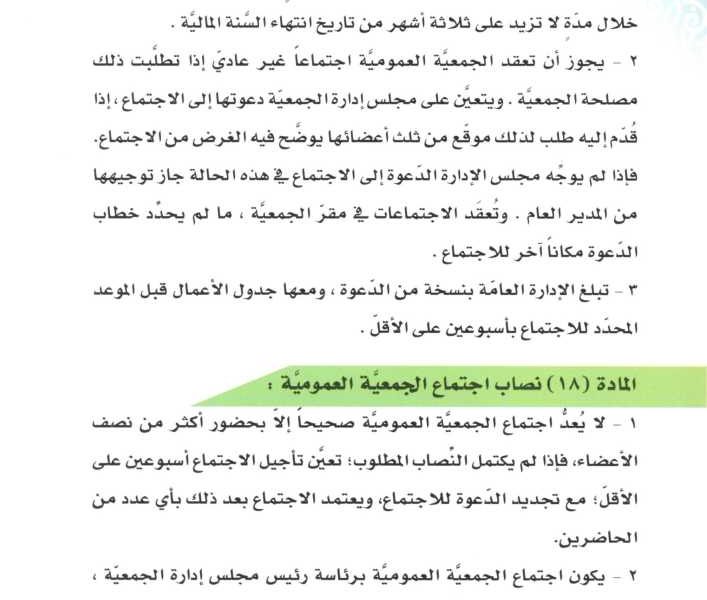 خلال مدّة لا تزيد على ثلاثة أشهر من تاريخ انتهاء السَّنة الماليَّة .
٢ - يجوز أن تعقد الجمعيَّة العموميَّة اجتماعاً غير عاديّ إذا تطلَّبت ذلك
مصلحة الجمعيَّة . ويتعيَّن على مجلس إدارة الجمعيّة دعوتها إلى الاجتماع ، إذا
قُدّم إليه طلب لذلك موقّع من ثلث أعضائها يوضَّح فيه الغرض من الاجتماع.
فإذا لم يوجِّه مجلس الإدارة الدّعوة إلى الاجتماع في هذه الحالة جاز توجيهها
من المدير العام . وتُعقَد الاجتماعات في مقرّ الجمعيَّة ، ما لم يحدِّد خطاب
الدّعوة مكاناً آخر للاجتماع .
٣ - تبلغ الإدارة العامّة بنسخة من الدّعوة ، ومعها جدول الأعمال قبل الموعد
المحدّد للاجتماع بأسبوعين على الأقلّ .
المادة (١٨) نصاب اجتماع الجمعيَّة العموميَّة :
١ - لا يُعدُّ اجتماع الجمعيَّة العموميَّة صحيحاً إلاّ بحضور أكثر من نصف
الأعضاء، فإذا لم يكتمل النِّصاب المطلوب؛ تعيَّن تأجيل الاجتماع أسبوعين على
الأقلّ؛ مع تجديد الدّعوة للاجتماع، ويعتمد الاجتماع بعد ذلك بأي عدد من
الحاضرين.
٢ - يكون اجتماع الجمعيَّة العموميَّة برئاسة رئيس مجلس إدارة الجمعيّة ،